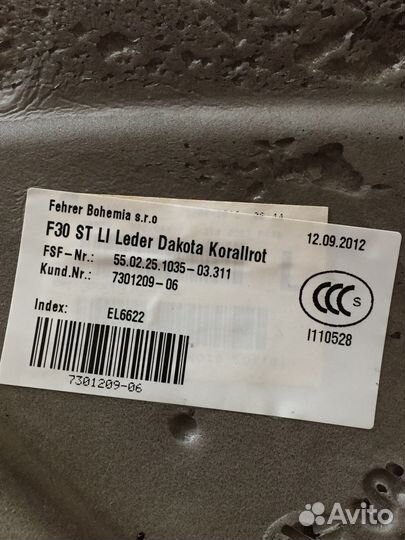 Fehrer Bohemia s.r.o
F30 ST LI Leder Dakota Korallrot
12.09.2012
FSF-Nr.: 55.02.25.1035-03.311
Kund.Nr.: 7301209-06
CCC S
I110528
Index: EL6622
7301209-06
Avito